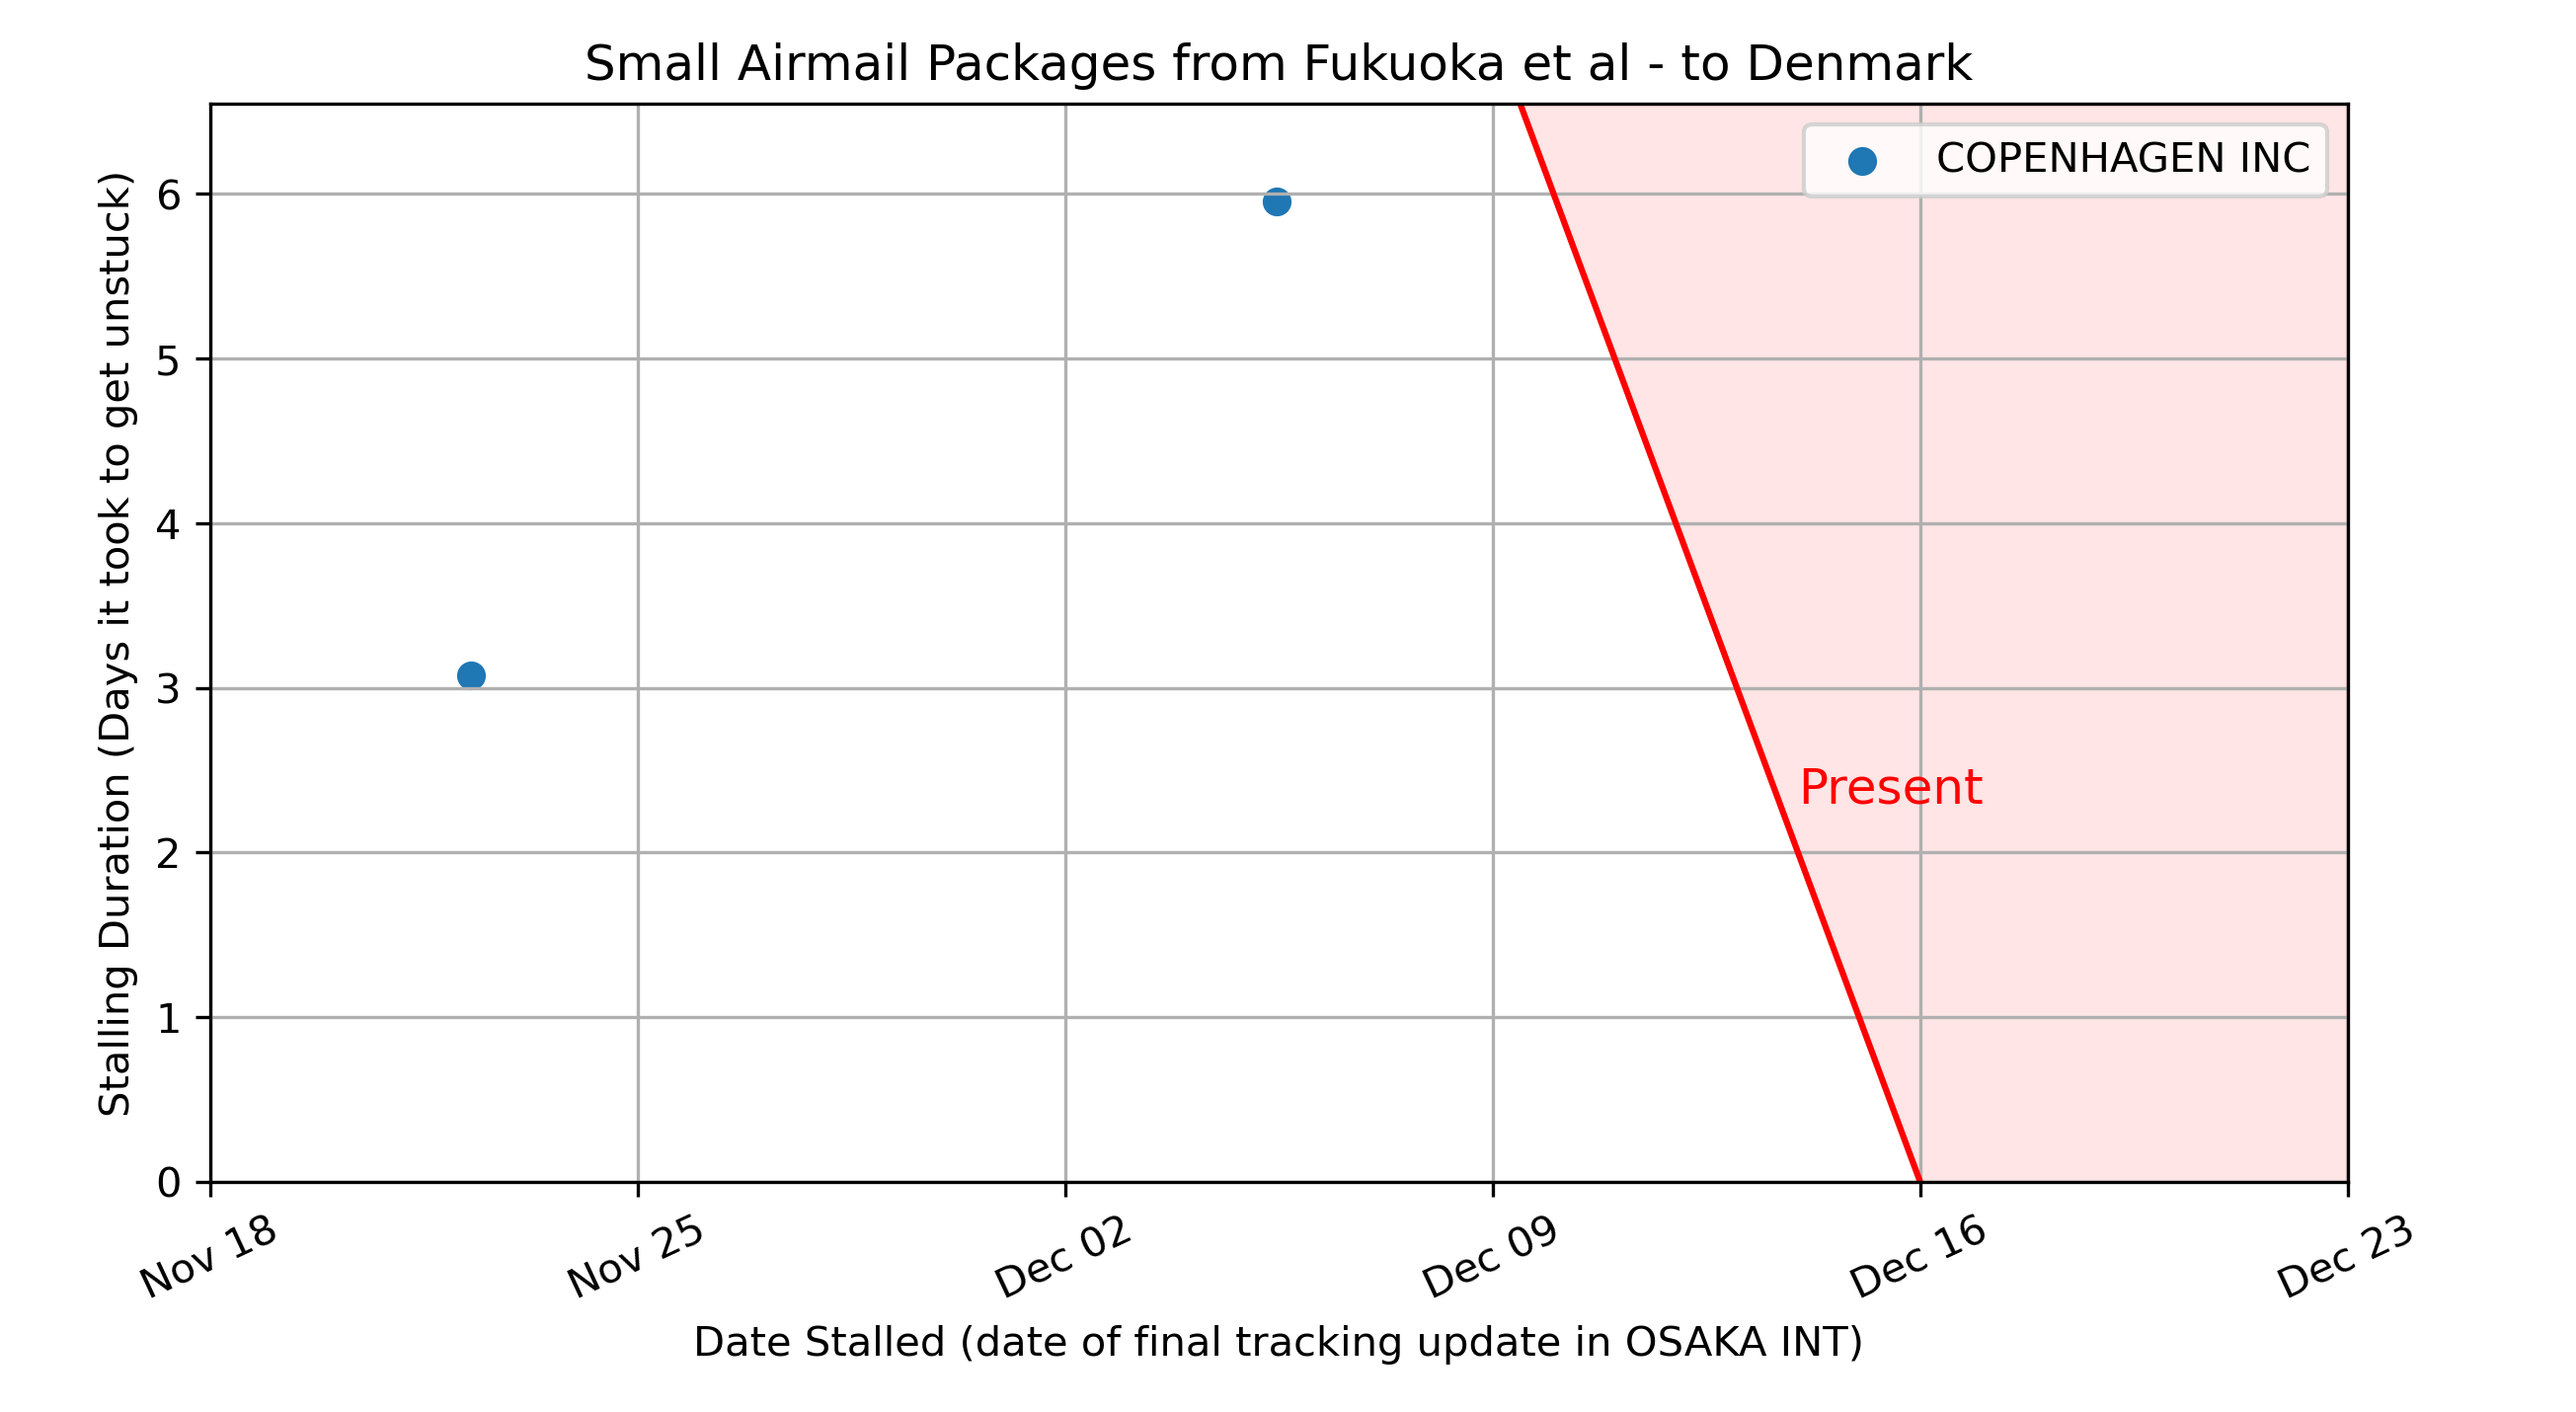 Small Airmail Packages from Fukuoka et al - to Denmark
COPENHAGEN INC
Stalling Duration (Days it took to get unstuck)
6
5
4
3
2
1
0
Present
Nov 18
Nov 25
Dec 02
Dec 09
Dec 16
Dec 23
Date Stalled (date of final tracking update in OSAKA INT)